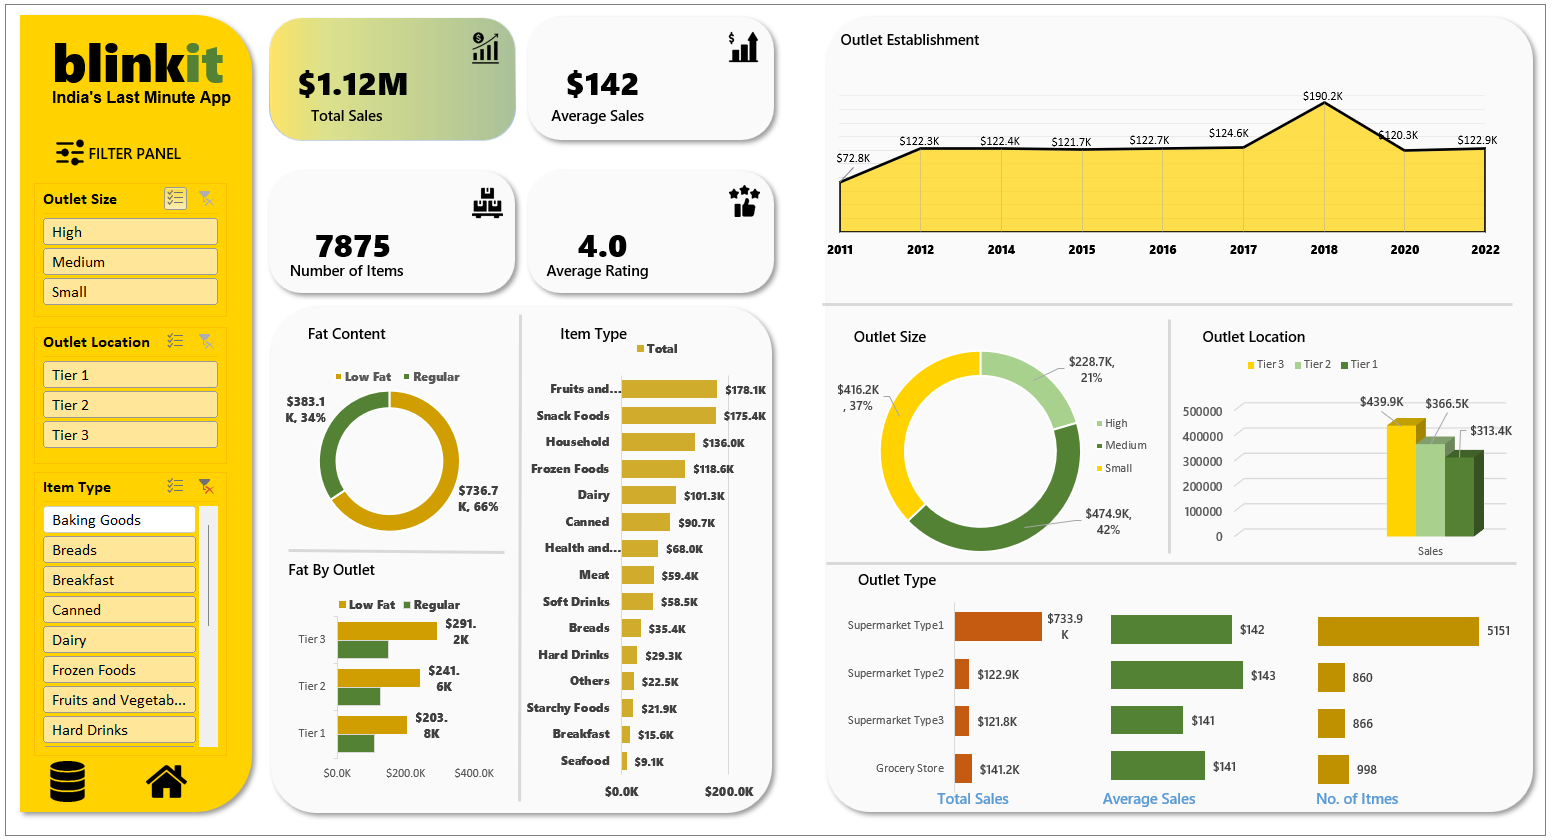 blinkit
India's Last Minute App
FILTER PANEL
Outlet Size
High
Medium
Small
Outlet Location
Tier 1
Tier 2
Tier 3
Item Type
Baking Goods
Breads
Breakfast
Canned
Dairy
Frozen Foods
Fruits and Vegetab...
Hard Drinks
$1.12M
Total Sales
$142
Average Sales
7875
Number of Items
4.0
Average Rating
Fat Content
Low Fat Regular
$383.1
K, 34%
$736.7
K, 66%
Fat By Outlet
Low Fat Regular
Tier 3 $291.
2K
Tier 2 $241.
6K
Tier 1 $203.
8K
$0.0K $200.0K $400.0K
Item Type
Total
Fruits and... $178.1K
Snack Foods $175.4K
Household $136.0K
Frozen Foods $118.6K
Dairy $101.3K
Canned $90.7K
Health and... $68.0K
Meat $59.4K
Soft Drinks $58.5K
Breads $35.4K
Hard Drinks $29.3K
Others $22.5K
Starchy Foods $21.9K
Breakfast $15.6K
Seafood $9.1K
$0.0K $200.0K
Outlet Establishment
$72.8K $122.3K $122.4K $121.7K $122.7K $124.6K $190.2K $120.3K $122.9K
2011 2012 2014 2015 2016 2017 2018 2020 2022
Outlet Size
$228.7K,
21%
$416.2K
, 37%
High
Medium
Small
$474.9K,
42%
Outlet Location
Tier 3 Tier 2 Tier 1
$439.9K $366.5K $313.4K
500000
400000
300000
200000
100000
0
Sales
Outlet Type
Supermarket Type1 $733.9
K $142 5151
Supermarket Type2 $122.9K $143 860
Supermarket Type3 $121.8K $141 866
Grocery Store $141.2K $141 998
Total Sales Average Sales No. of Itmes